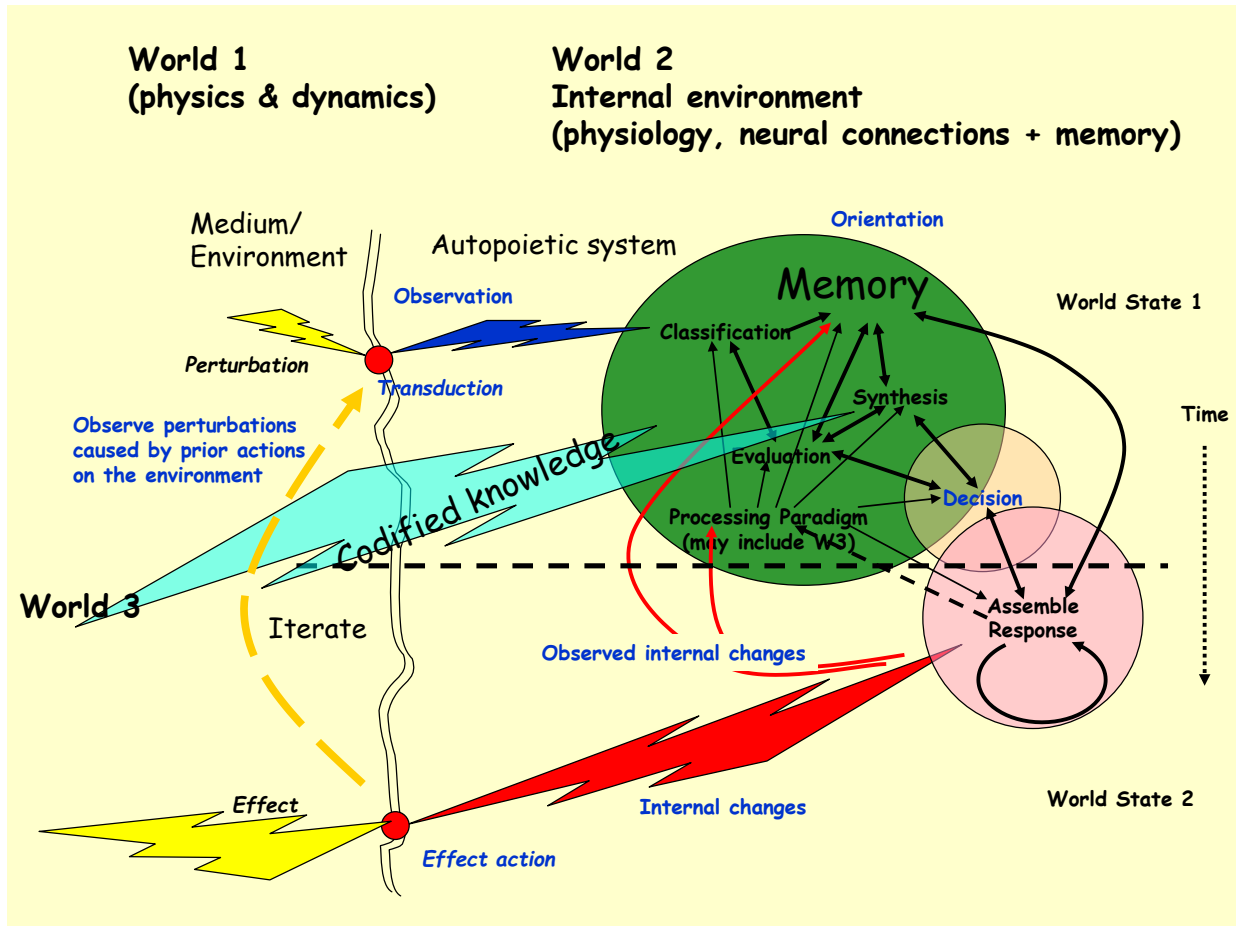 World 1
(physics & dynamics)
World 2
Internal environment
(physiology, neural connections + memory)
Medium/
Environment
Autopoietic system
Orientation
Observation
Memory
World State 1
Classification
Perturbation
Transduction
Synthesis
Time
Observe perturbations
caused by prior actions
on the environment
Codified knowledge
Evaluation
Decision
Processing Paradigm
(may include W3)
World 3
Iterate
Assemble
Response
Observed internal changes
Effect
Internal changes
World State 2
Effect action